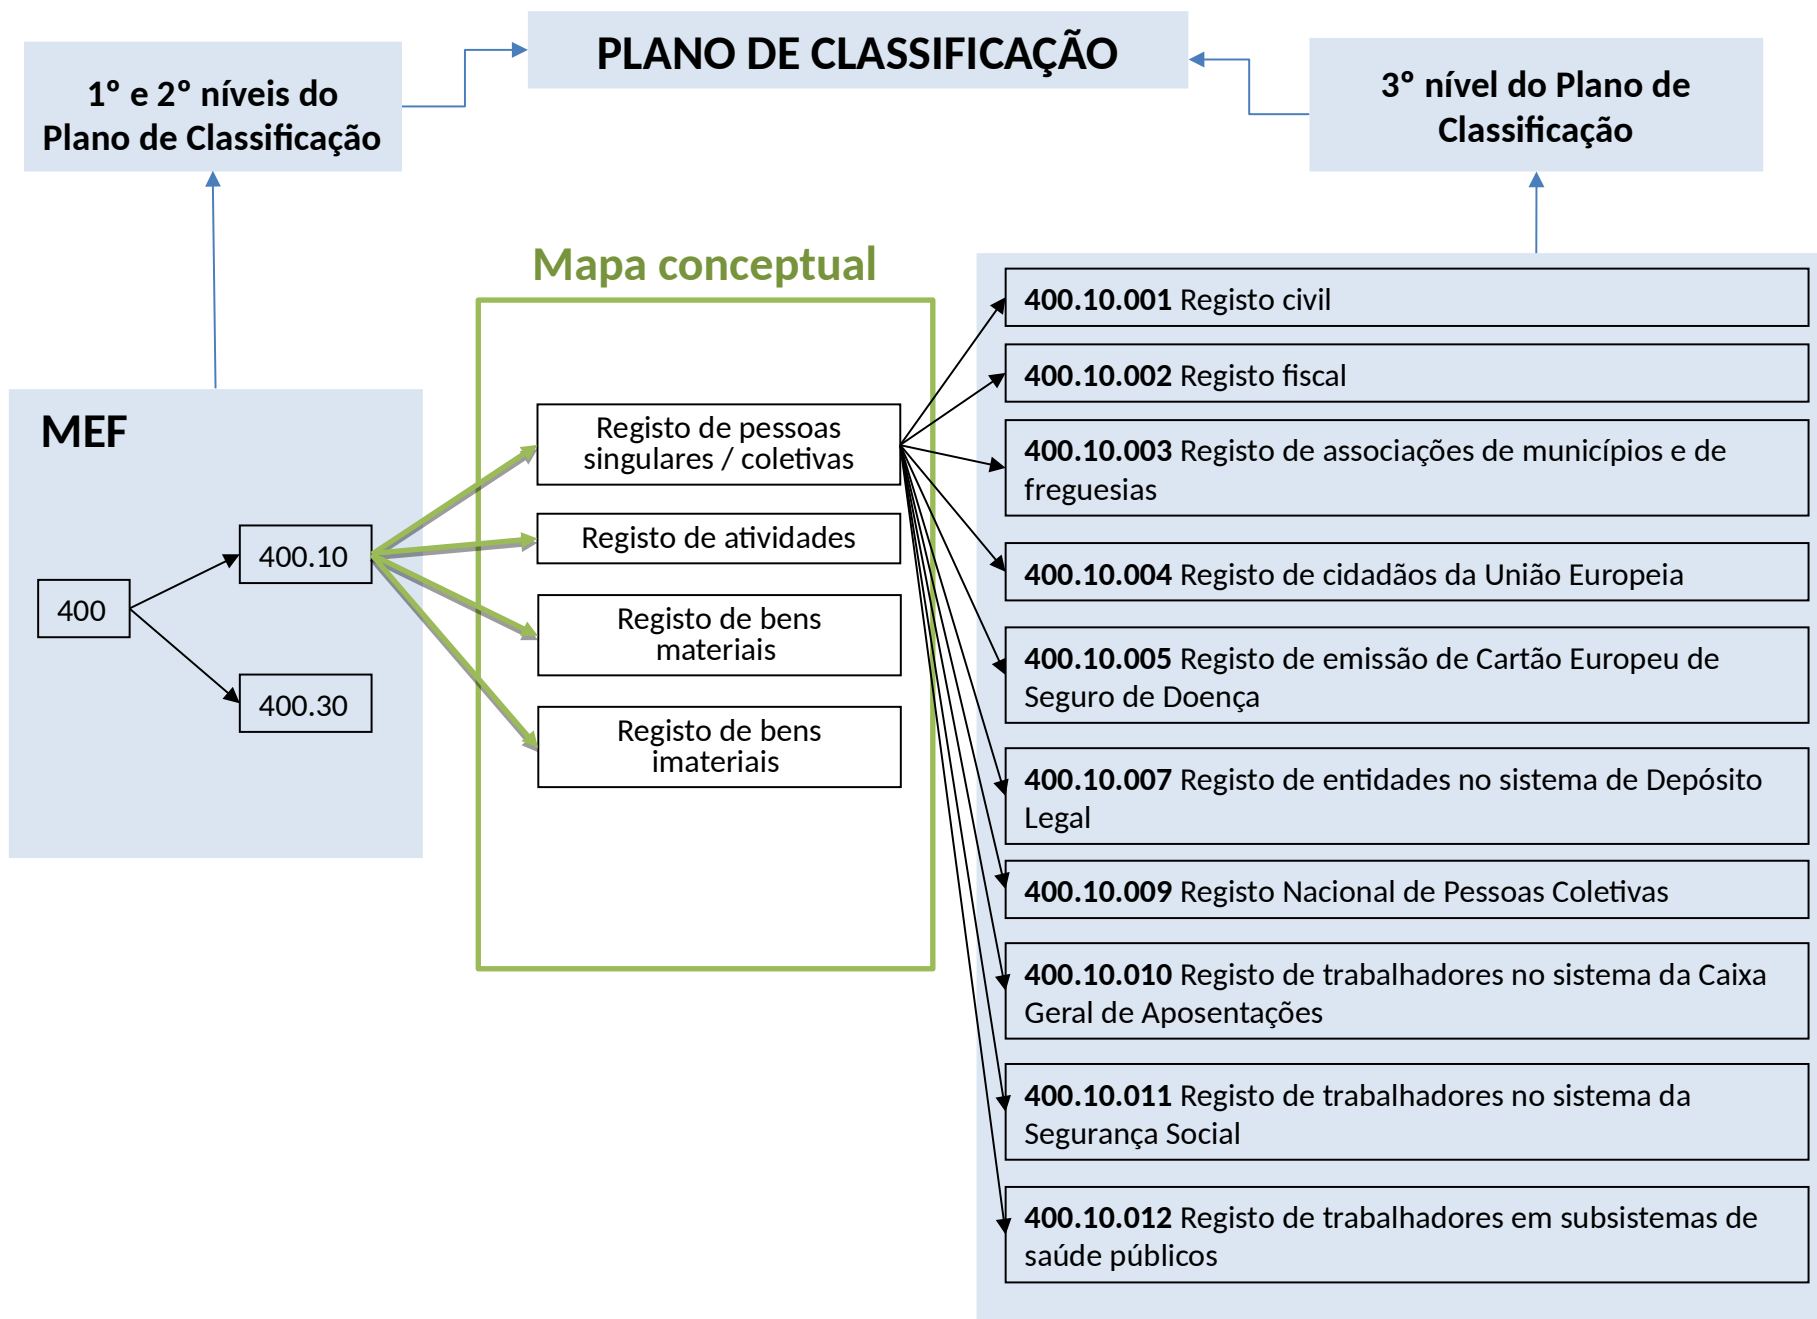 PLANO DE CLASSIFICAÇÃO
1º e 2º níveis do
Plano de Classificação
3º nível do Plano de
Classificação
Mapa conceptual
MEF
400
400.10
400.30
Registo de pessoas
singulares / coletivas
Registo de atividades
Registo de bens
materiais
Registo de bens
imateriais
400.10.001 Registo civil
400.10.002 Registo fiscal
400.10.003 Registo de associações de municípios e de
freguesias
400.10.004 Registo de cidadãos da União Europeia
400.10.005 Registo de emissão de Cartão Europeu de
Seguro de Doença
400.10.007 Registo de entidades no sistema de Depósito
Legal
400.10.009 Registo Nacional de Pessoas Coletivas
400.10.010 Registo de trabalhadores no sistema da Caixa
Geral de Aposentações
400.10.011 Registo de trabalhadores no sistema da
Segurança Social
400.10.012 Registo de trabalhadores em subsistemas de
saúde públicos